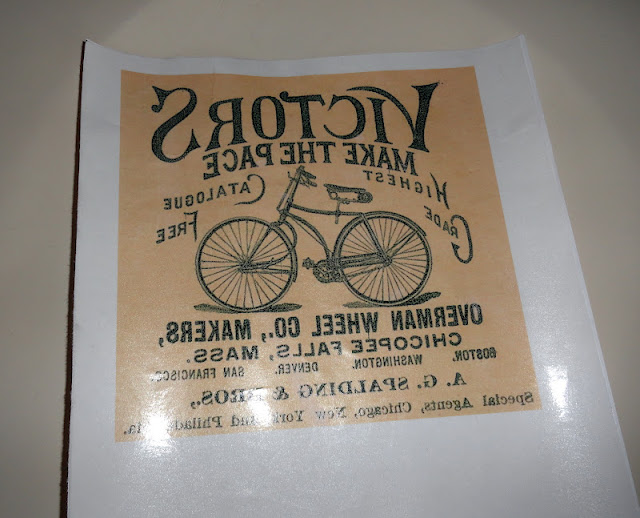 VICTORS
MAKE THE PACE
HIGHEST
GRADE
CATALOGUE
FREE
OVERMAN WHEEL CO., MAKERS,
CHICOPEE FALLS, MASS.
BOSTON. WASHINGTON. DENVER. SAN FRANCISCO.
A. G. SPALDING & BROS.,
Special Agents, Chicago, New York and